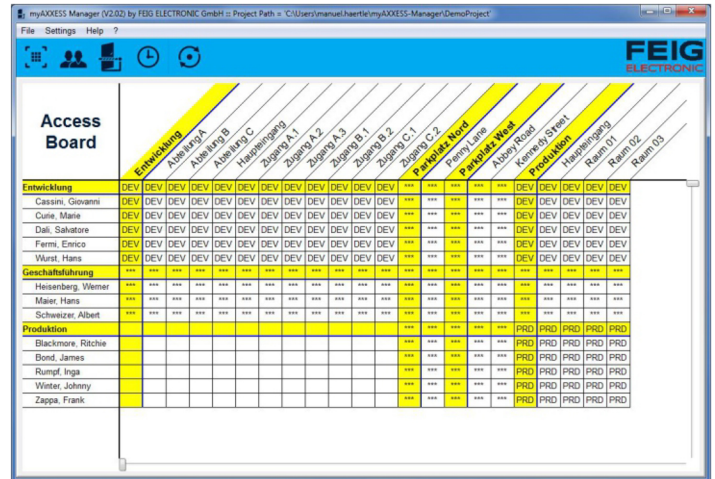 myAXXESS Manager (V2.02) by FEIG ELECTRONIC GmbH :: Project Path = 'C:\Users\manuel.haertle\myAXXESS-Manager\DemoProject'
File Settings Help ?
FEIG
ELECTRONIC
Access
Board
Entwicklung
Abteilung A
Abteilung B
Abteilung C
Haupteingang
Zugang A.1
Zugang A.2
Zugang A.3
Zugang B.1
Zugang B.2
Zugang C.1
Zugang C.2
Parkplatz Nord
Penny Lane
Parkplatz West
Abbey Road
Kennedy Street
Produktion
Haupteingang
Raum 01
Raum 02
Raum 03
Entwicklung DEV DEV DEV DEV DEV DEV DEV DEV DEV DEV DEV DEV *** *** *** *** *** DEV DEV DEV DEV DEV
Cassini, Giovanni DEV DEV DEV DEV DEV DEV DEV DEV DEV DEV DEV DEV *** *** *** *** *** DEV DEV DEV DEV DEV
Curie, Marie DEV DEV DEV DEV DEV DEV DEV DEV DEV DEV DEV DEV *** *** *** *** *** DEV DEV DEV DEV DEV
Dali, Salvatore DEV DEV DEV DEV DEV DEV DEV DEV DEV DEV DEV DEV *** *** *** *** *** DEV DEV DEV DEV DEV
Fermi, Enrico DEV DEV DEV DEV DEV DEV DEV DEV DEV DEV DEV DEV *** *** *** *** *** DEV DEV DEV DEV DEV
Wurst, Hans DEV DEV DEV DEV DEV DEV DEV DEV DEV DEV DEV DEV *** *** *** *** *** DEV DEV DEV DEV DEV
Geschäftsführung *** *** *** *** *** *** *** *** *** *** *** *** *** *** *** *** *** *** *** *** *** ***
Heisenberg, Werner *** *** *** *** *** *** *** *** *** *** *** *** *** *** *** *** *** *** *** *** *** ***
Maier, Hans *** *** *** *** *** *** *** *** *** *** *** *** *** *** *** *** *** *** *** *** *** ***
Schweizer, Albert *** *** *** *** *** *** *** *** *** *** *** *** *** *** *** *** *** *** *** *** *** ***
Produktion *** *** *** *** *** PRD PRD PRD PRD PRD
Blackmore, Ritchie *** *** *** *** *** PRD PRD PRD PRD PRD
Bond, James *** *** *** *** *** PRD PRD PRD PRD PRD
Rumpf, Inga *** *** *** *** *** PRD PRD PRD PRD PRD
Winter, Johnny *** *** *** *** *** PRD PRD PRD PRD PRD
Zappa, Frank *** *** *** *** *** PRD PRD PRD PRD PRD